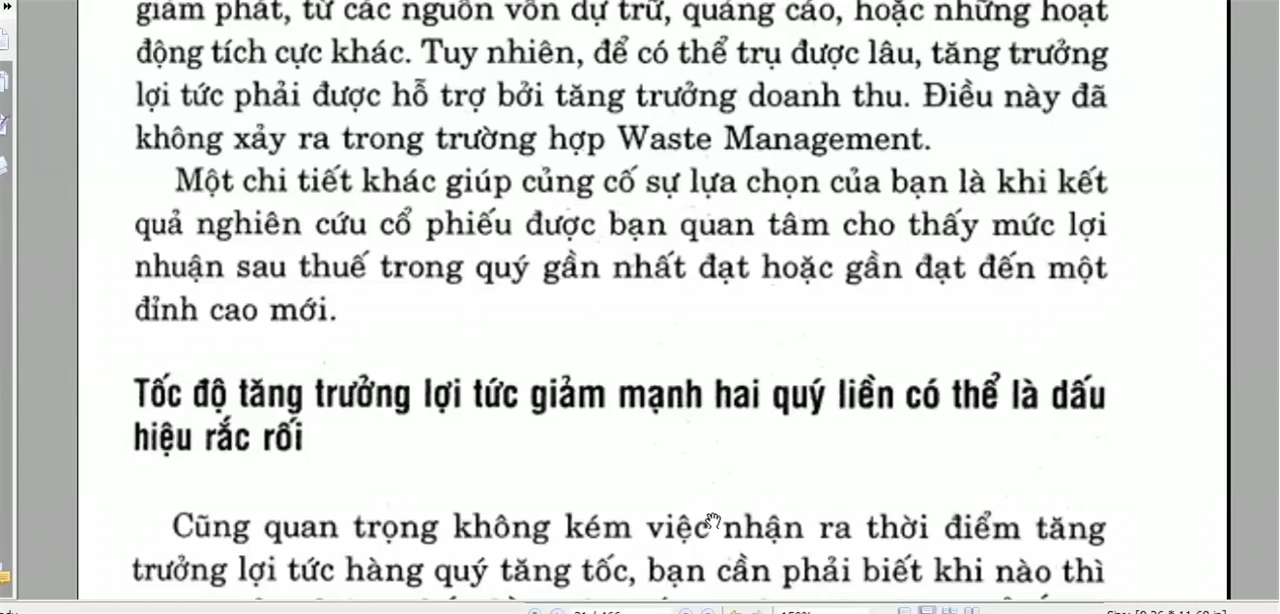 giảm phát, từ các nguồn vốn dự trữ, quảng cáo, hoặc những hoạt
động tích cực khác. Tuy nhiên, để có thể trụ được lâu, tăng trưởng
lợi tức phải được hỗ trợ bởi tăng trưởng doanh thu. Điều này đã
không xảy ra trong trường hợp Waste Management.
Một chi tiết khác giúp củng cố sự lựa chọn của bạn là khi kết
quả nghiên cứu cổ phiếu được bạn quan tâm cho thấy mức lợi
nhuận sau thuế trong quý gần nhất đạt hoặc gần đạt đến một
đỉnh cao mới.
Tốc độ tăng trưởng lợi tức giảm mạnh hai quý liền có thể là dấu
hiệu rắc rối
Cũng quan trọng không kém việc nhận ra thời điểm tăng
trưởng lợi tức hàng quý tăng tốc, bạn cần phải biết khi nào thì